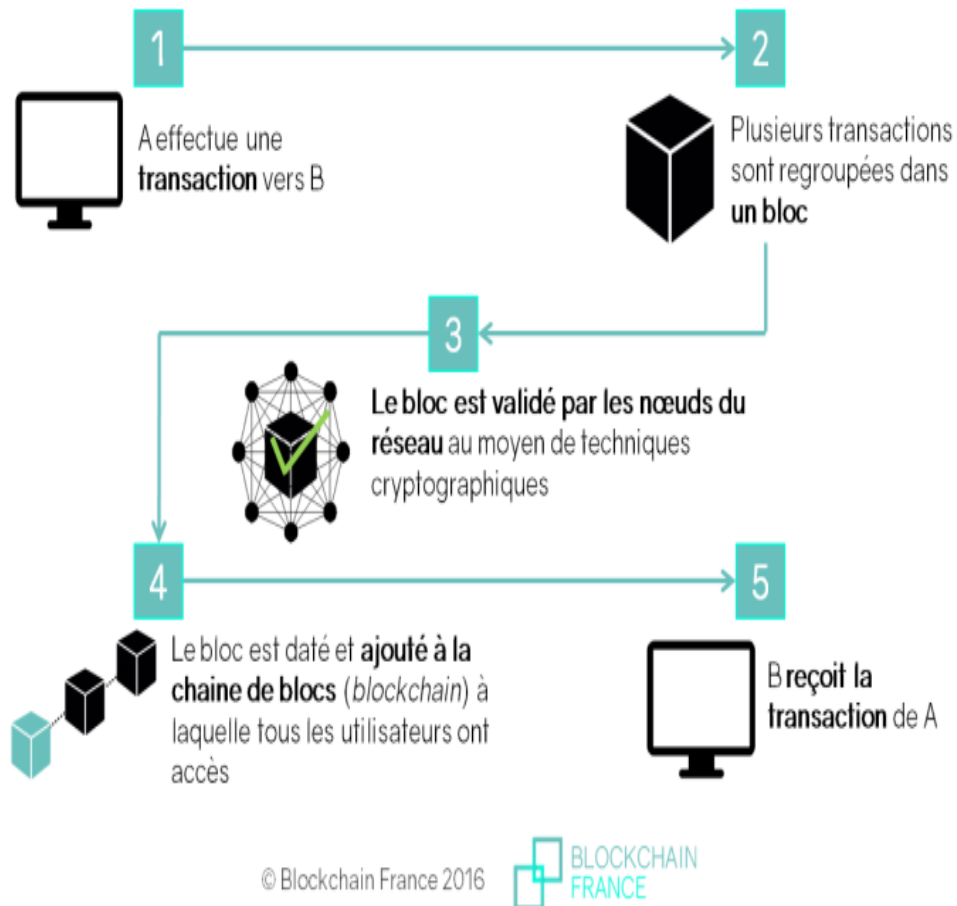 1
2
A effectue une
transaction vers B
Plusieurs transactions
sont regroupées dans
un bloc
3
Le bloc est validé par les nœuds du
réseau au moyen de techniques
cryptographiques
4
5
Le bloc est daté et ajouté à la
chaine de blocs (blockchain) à
laquelle tous les utilisateurs ont
accès
B reçoit la
transaction de A
© Blockchain France 2016
BLOCKCHAIN
FRANCE